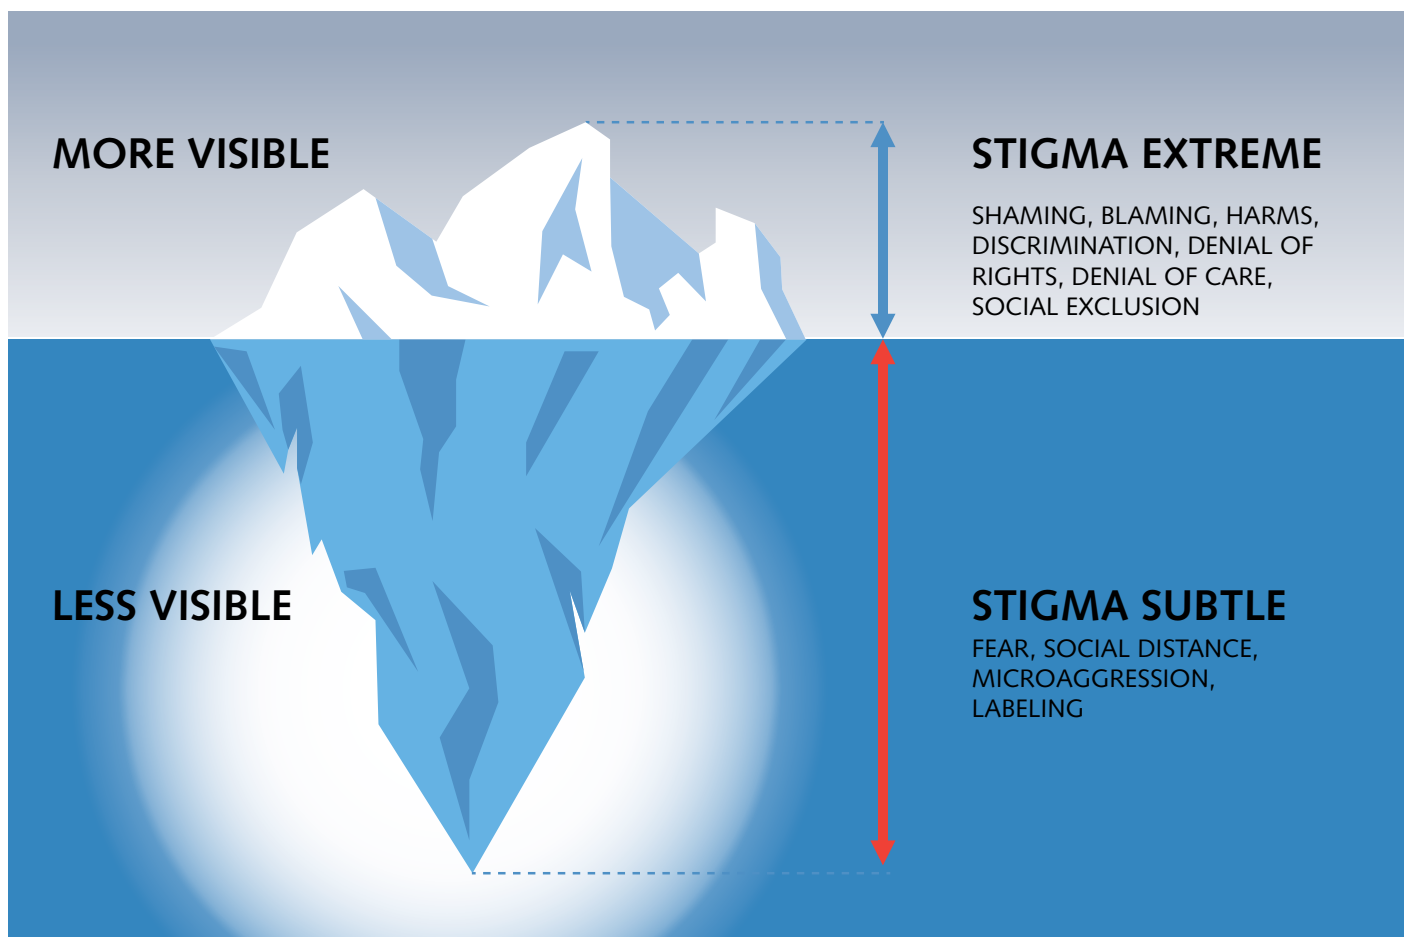 MORE VISIBLE
STIGMA EXTREME
SHAMING, BLAMING, HARMS,
DISCRIMINATION, DENIAL OF
RIGHTS, DENIAL OF CARE,
SOCIAL EXCLUSION
LESS VISIBLE
STIGMA SUBTLE
FEAR, SOCIAL DISTANCE,
MICROAGGRESSION,
LABELING